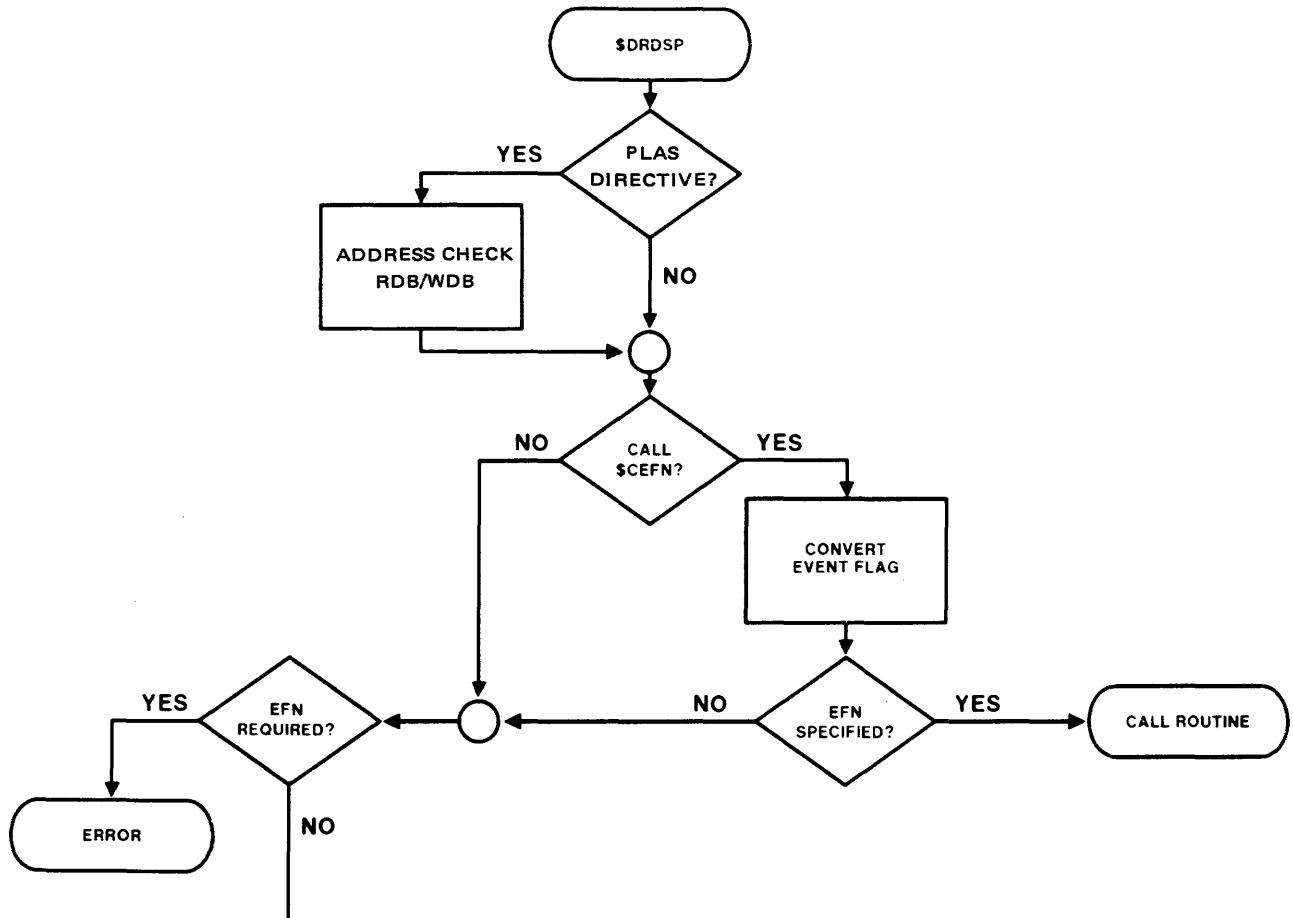 $DRDSP
YES
PLAS
DIRECTIVE?
ADDRESS CHECK
RDB/WDB
NO
NO
CALL
$CEFN?
YES
CONVERT
EVENT FLAG
YES
EFN
REQUIRED?
NO
EFN
SPECIFIED?
YES
CALL ROUTINE
ERROR
NO